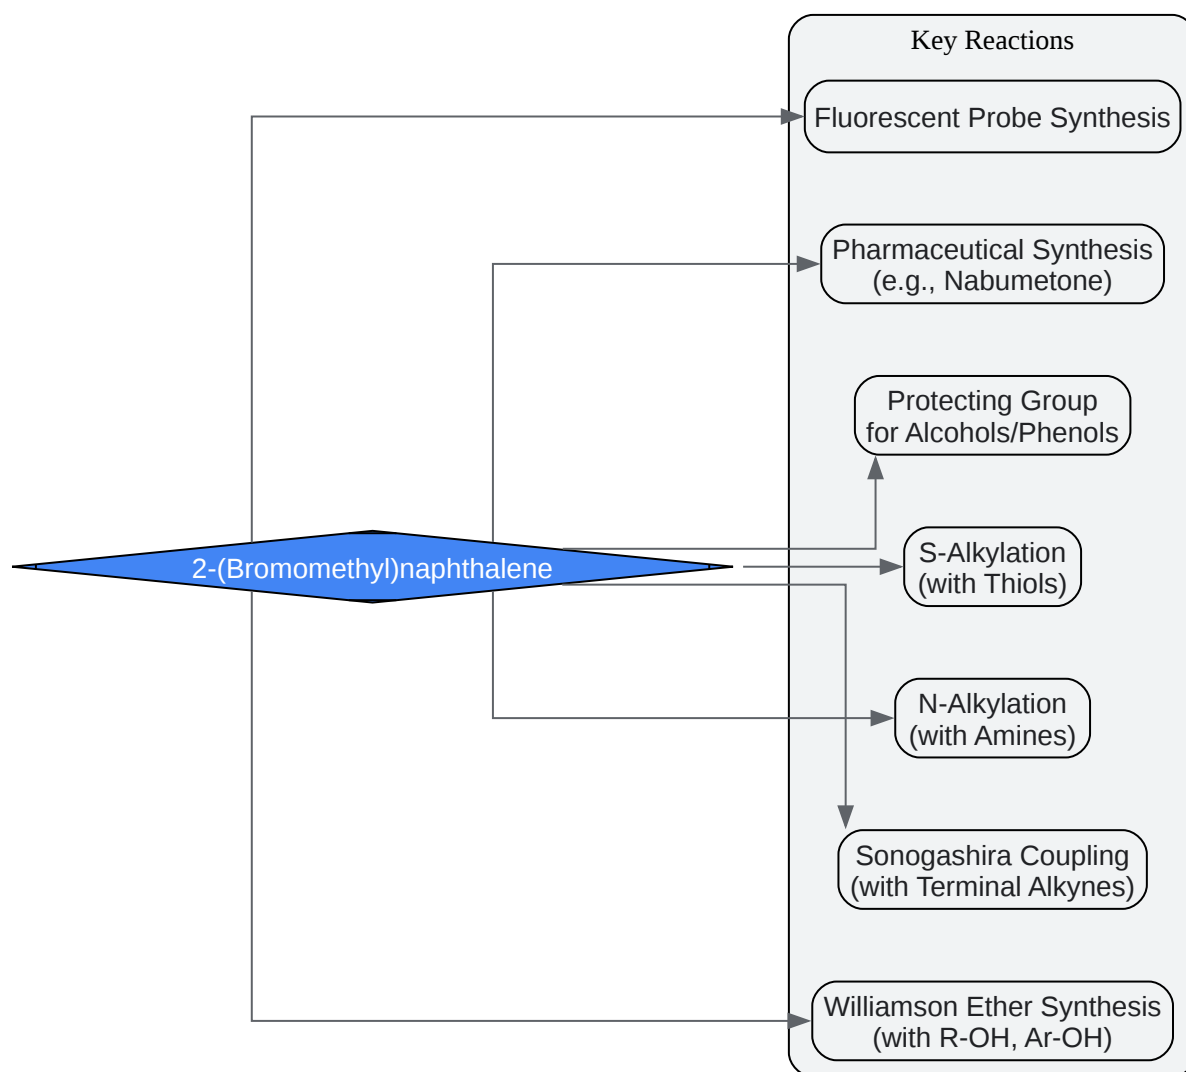 Key Reactions
Fluorescent Probe Synthesis
Pharmaceutical Synthesis
(e.g., Nabumetone)
Protecting Group
for Alcohols/Phenols
2-(Bromomethyl)naphthalene
S-Alkylation
(with Thiols)
N-Alkylation
(with Amines)
Sonogashira Coupling
(with Terminal Alkynes)
Williamson Ether Synthesis
(with R-OH, Ar-OH)